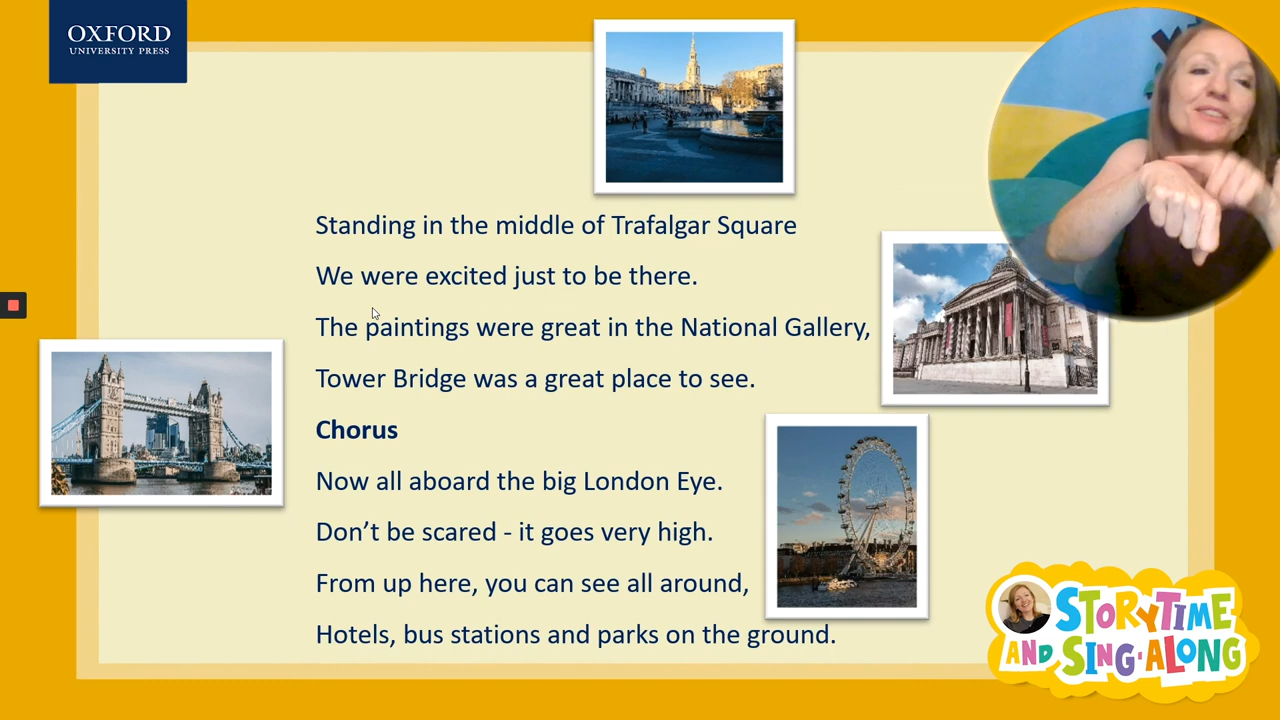 OXFORD
UNIVERSITY PRESS
Standing in the middle of Trafalgar Square
We were excited just to be there.
The paintings were great in the National Gallery,
Tower Bridge was a great place to see.
Chorus
Now all aboard the big London Eye.
Don’t be scared - it goes very high.
From up here, you can see all around,
Hotels, bus stations and parks on the ground.
STORYTIME
AND SING-ALONG